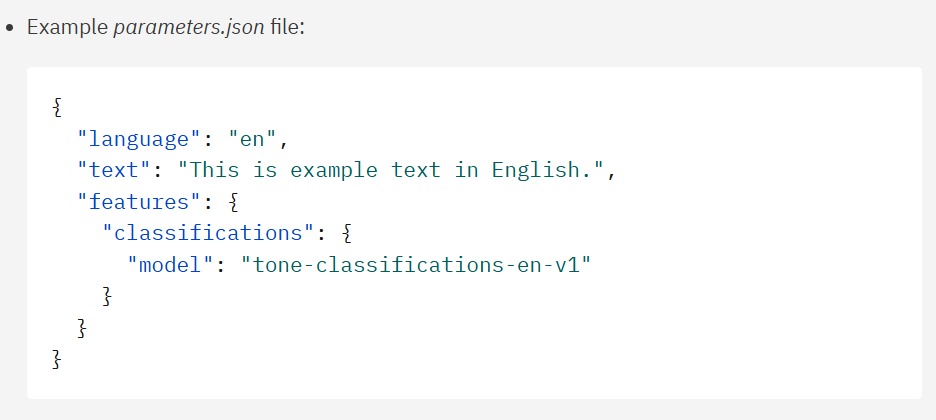 • Example parameters.json file:
{
  "language": "en",
  "text": "This is example text in English.",
  "features": {
    "classifications": {
      "model": "tone-classifications-en-v1"
    }
  }
}